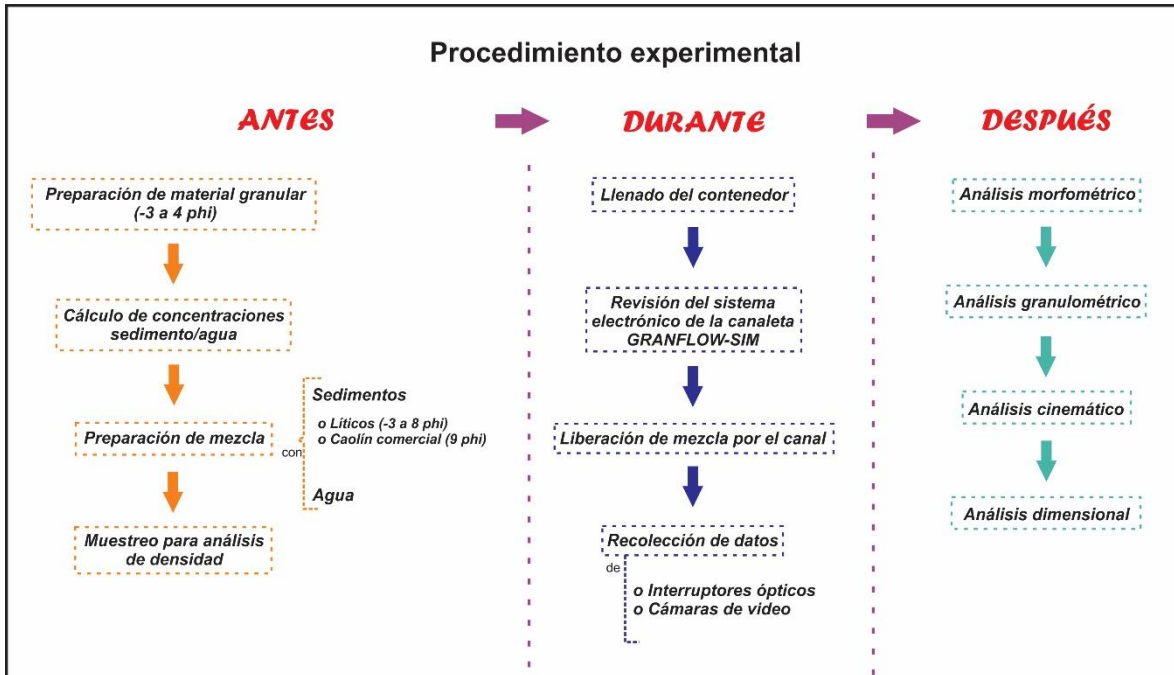 Procedimiento experimental
ANTES
DURANTE
DESPUÉS
Preparación de material granular
(-3 a 4 phi)
Cálculo de concentraciones
sedimento/agua
Preparación de mezcla
con
Sedimentos
o Líticos (-3 a 8 phi)
o Caolín comercial (9 phi)
Agua
Muestreo para análisis
de densidad
Llenado del contenedor
Revisión del sistema
electrónico de la canaleta
GRANFLOW-SIM
Liberación de mezcla por el canal
Recolección de datos
de
o Interruptores ópticos
o Cámaras de video
Análisis morfométrico
Análisis granulométrico
Análisis cinemático
Análisis dimensional